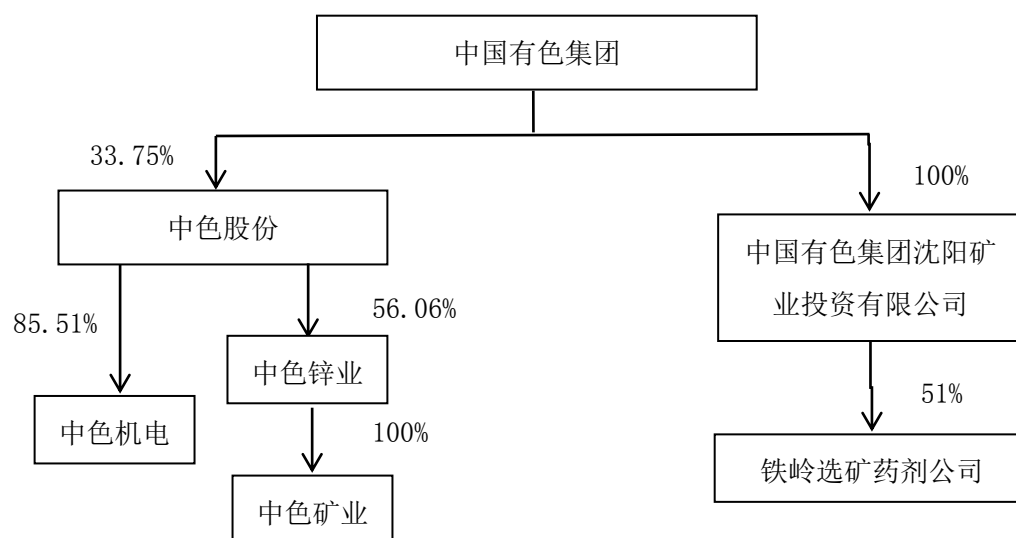 中国有色集团
33.75%
100%
中色股份
中国有色集团沈阳矿
业投资有限公司
85.51%
56.06%
中色锌业
51%
中色机电
100%
铁岭选矿药剂公司
中色矿业